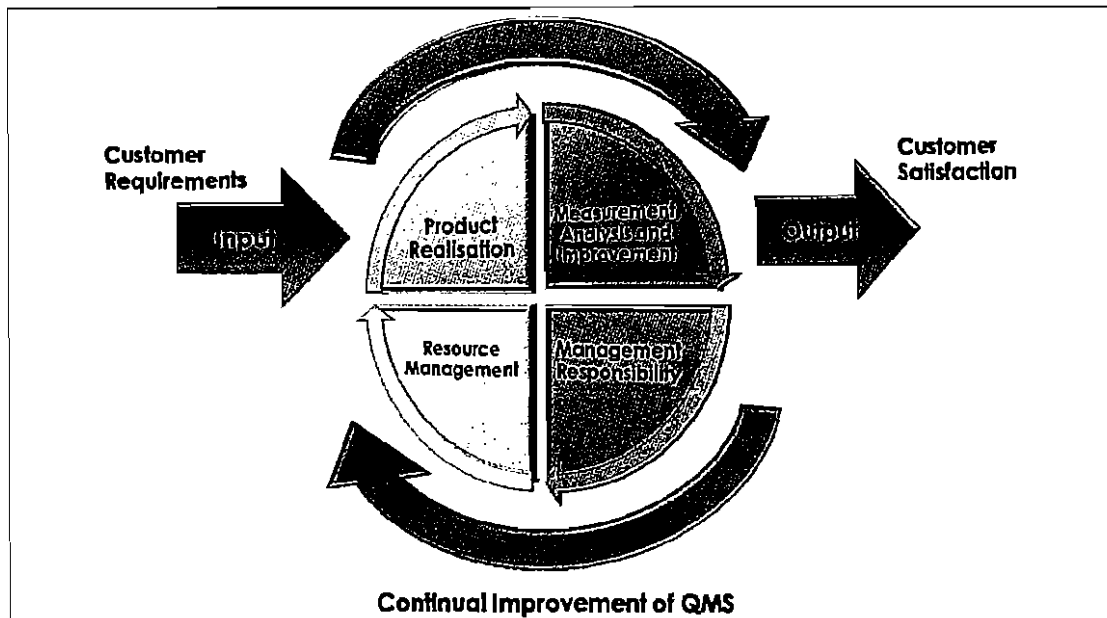 Customer
Requirements
Input
Product
Realisation
Measurement
Analysis and
Improvement
Customer
Satisfaction
Output
Resource
Management
Management
Responsibility
Continual Improvement of QMS